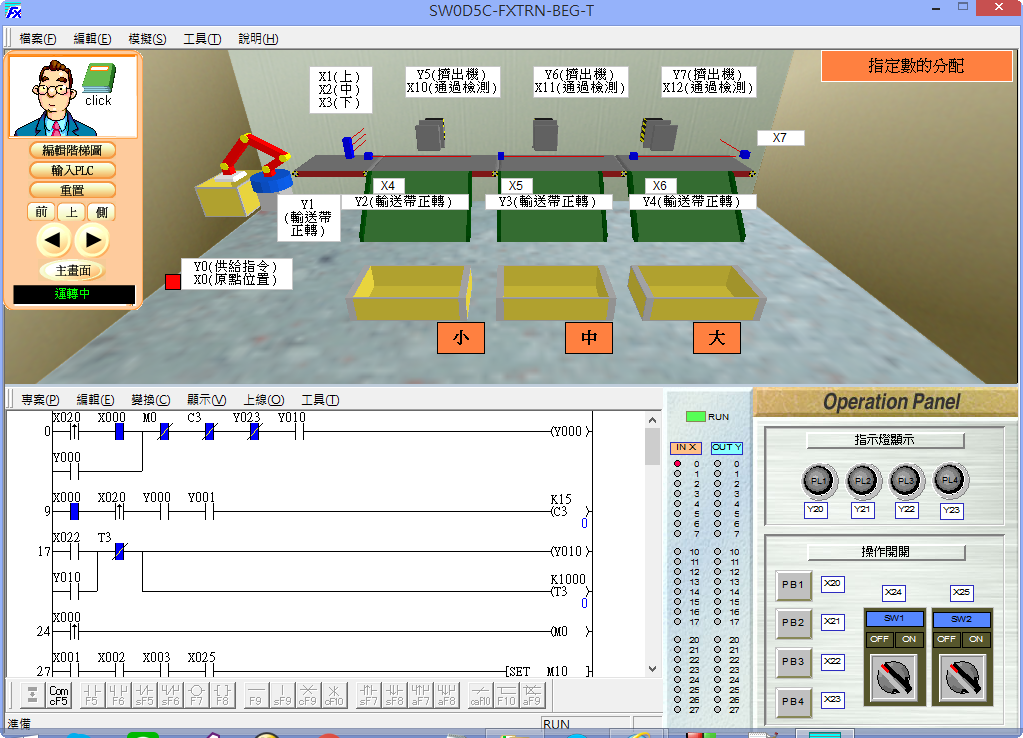 SW0D5C-FXTRN-BEG-T
檔案(F) 編輯(E) 模擬(S) 工具(T) 說明(H)
click
編輯階梯圖
輸入PLC
重置
前 上 側
主畫面
運轉中
X1(上)
X2(中)
X3(下)
Y5(擠出機)
X10(通過檢測)
Y6(擠出機)
X11(通過檢測)
Y7(擠出機)
X12(通過檢測)
指定數的分配
X7
X4
X5
X6
Y1
(輸送帶
正轉)
Y2(輸送帶正轉)
Y3(輸送帶正轉)
Y4(輸送帶正轉)
Y0(供給指令)
X0(原點位置)
小
中
大
專案(P) 編輯(E) 變換(C) 顯示(V) 上線(O) 工具(T)
X020 X000 M0 C3 Y023 Y010
0 (Y000 )
Y000
X000 X020 Y000 Y001 K15
9 (C3 )
0
X022 T3
17 (Y010 )
Y010 K1000
(T3 )
0
X000
24 (M0 )
X001 X002 X003 X025
27 [SET M10 ]
Com
cF5 F5 F6 sF5 sF6 F7 F8 F9 sF9 cF9 cF10 sF7 sF8 aF7 aF8 caF10 F10 aF9
準備 RUN
RUN
IN X OUT Y
0 0
1 1
2 2
3 3
4 4
5 5
6 6
7 7
10 10
11 11
12 12
13 13
14 14
15 15
16 16
17 17
20 20
21 21
22 22
23 23
24 24
25 25
26 26
27 27
Operation Panel
指示燈顯示
PL1 PL2 PL3 PL4
Y20 Y21 Y22 Y23
操作開關
PB1 X20
PB2 X21
PB3 X22
PB4 X23
X24 X25
SW1 SW2
OFF ON OFF ON